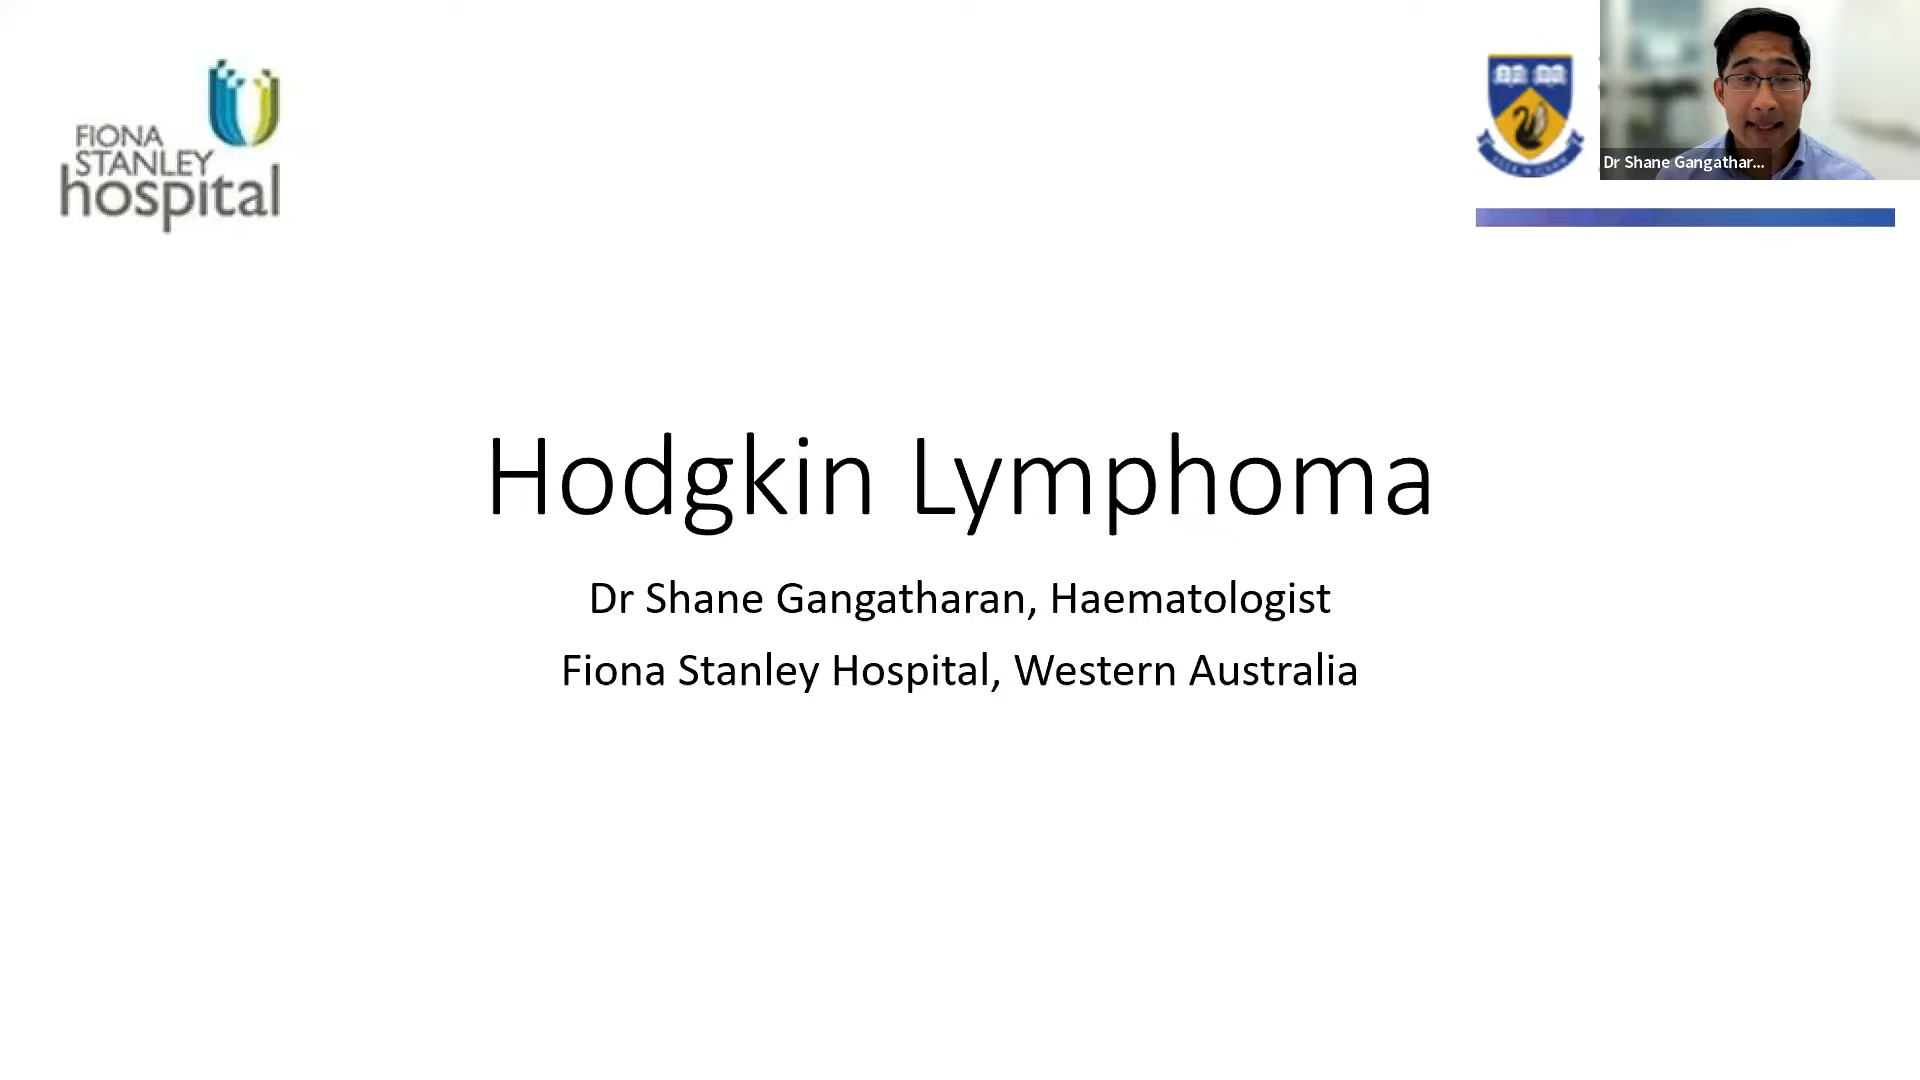 FIONA
STANLEY
hospital
Dr Shane Gangathar...
Hodgkin Lymphoma
Dr Shane Gangatharan, Haematologist
Fiona Stanley Hospital, Western Australia